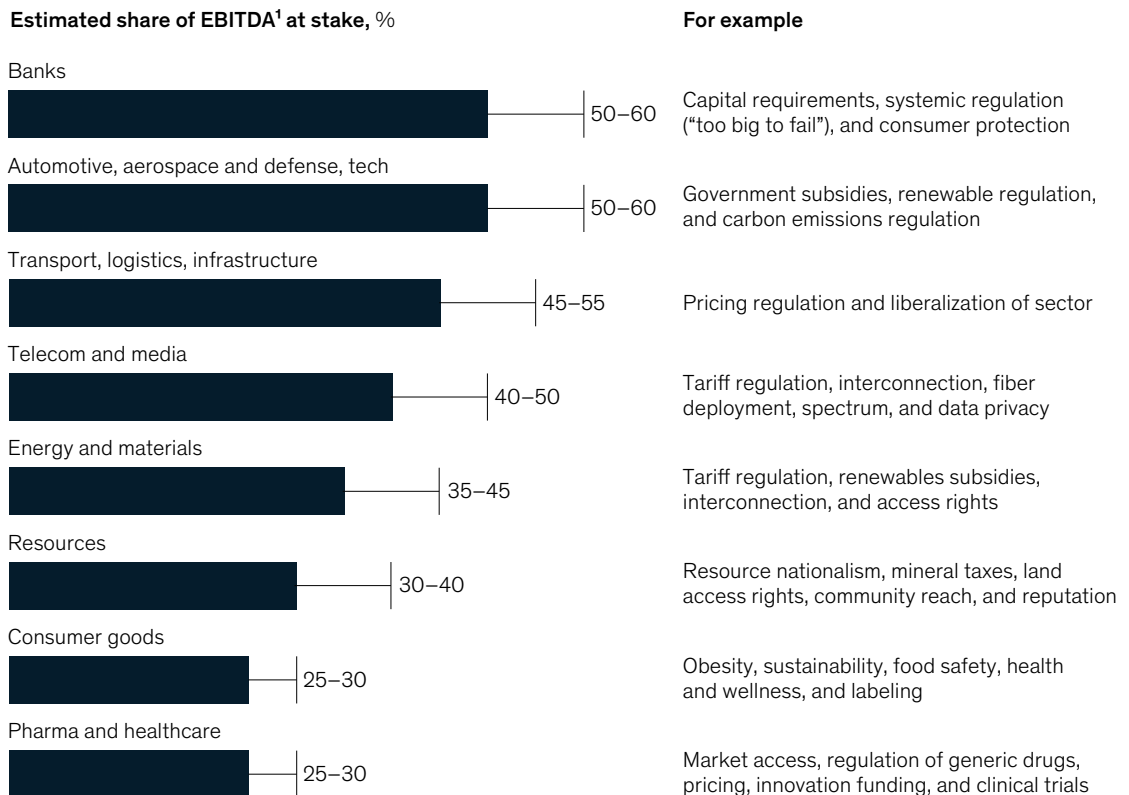 Estimated share of EBITDA¹ at stake, %
For example
Banks
50–60
Capital requirements, systemic regulation
(“too big to fail”), and consumer protection
Automotive, aerospace and defense, tech
50–60
Government subsidies, renewable regulation,
and carbon emissions regulation
Transport, logistics, infrastructure
45–55
Pricing regulation and liberalization of sector
Telecom and media
40–50
Tariff regulation, interconnection, fiber
deployment, spectrum, and data privacy
Energy and materials
35–45
Tariff regulation, renewables subsidies,
interconnection, and access rights
Resources
30–40
Resource nationalism, mineral taxes, land
access rights, community reach, and reputation
Consumer goods
25–30
Obesity, sustainability, food safety, health
and wellness, and labeling
Pharma and healthcare
25–30
Market access, regulation of generic drugs,
pricing, innovation funding, and clinical trials